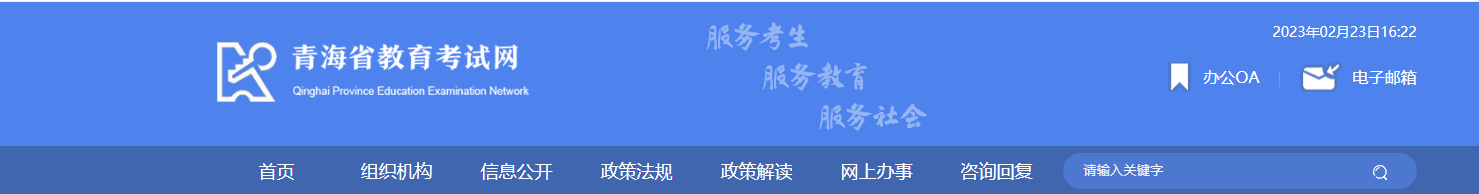 2023年02月23日16:22
青海省教育考试网
Qinghai Province Education Examination Network
服务考生
服务教育
服务社会
办公OA
电子邮箱
首页 组织机构 信息公开 政策法规 政策解读 网上办事 咨询回复 请输入关键字